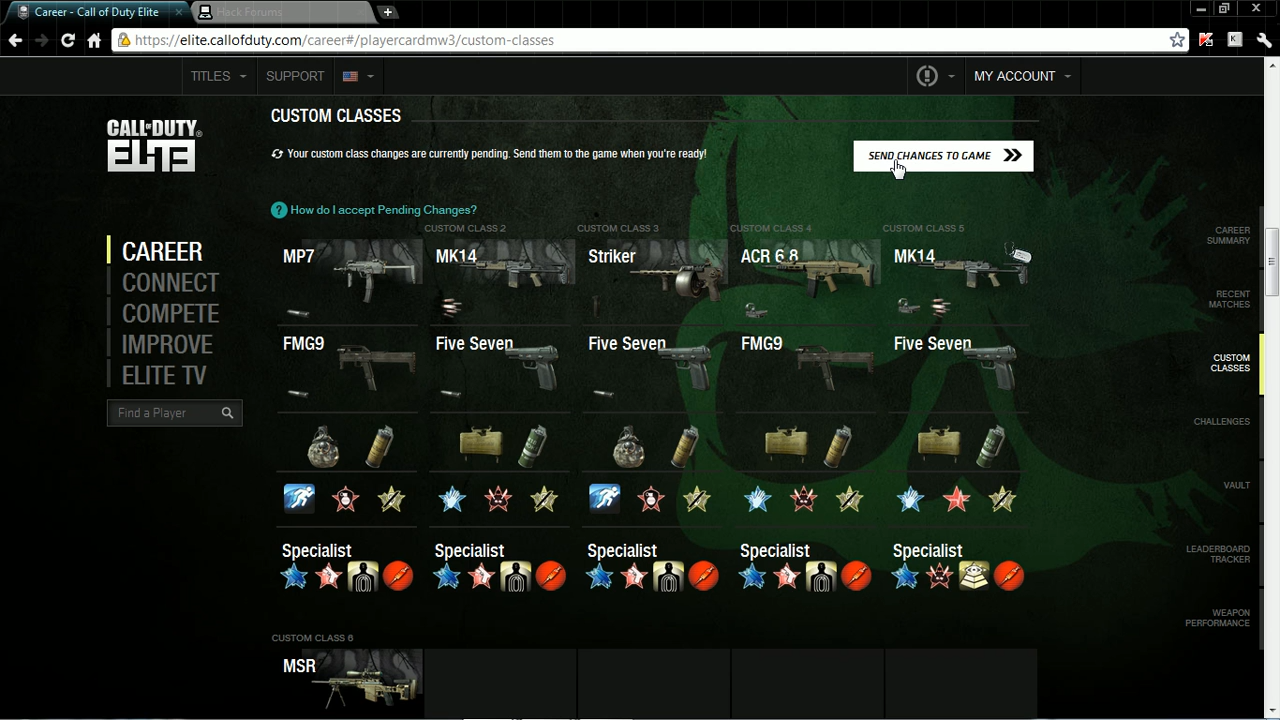 Career - Call of Duty Elite
Hack Forums
https://elite.callofduty.com/career#/playercardmw3/custom-classes
TITLES
SUPPORT
MY ACCOUNT
CALL OF DUTY®
ELITE
CUSTOM CLASSES
Your custom class changes are currently pending. Send them to the game when you're ready!
SEND CHANGES TO GAME
? How do I accept Pending Changes?
CUSTOM CLASS 2
CUSTOM CLASS 3
CUSTOM CLASS 4
CUSTOM CLASS 5
MP7
MK14
Striker
ACR 6.8
MK14
FMG9
Five Seven
Five Seven
FMG9
Five Seven
Specialist
Specialist
Specialist
Specialist
Specialist
CUSTOM CLASS 6
MSR
CAREER
CONNECT
COMPETE
IMPROVE
ELITE TV
Find a Player
CAREER
SUMMARY
RECENT
MATCHES
CUSTOM
CLASSES
CHALLENGES
VAULT
LEADERBOARD
TRACKER
WEAPON
PERFORMANCE